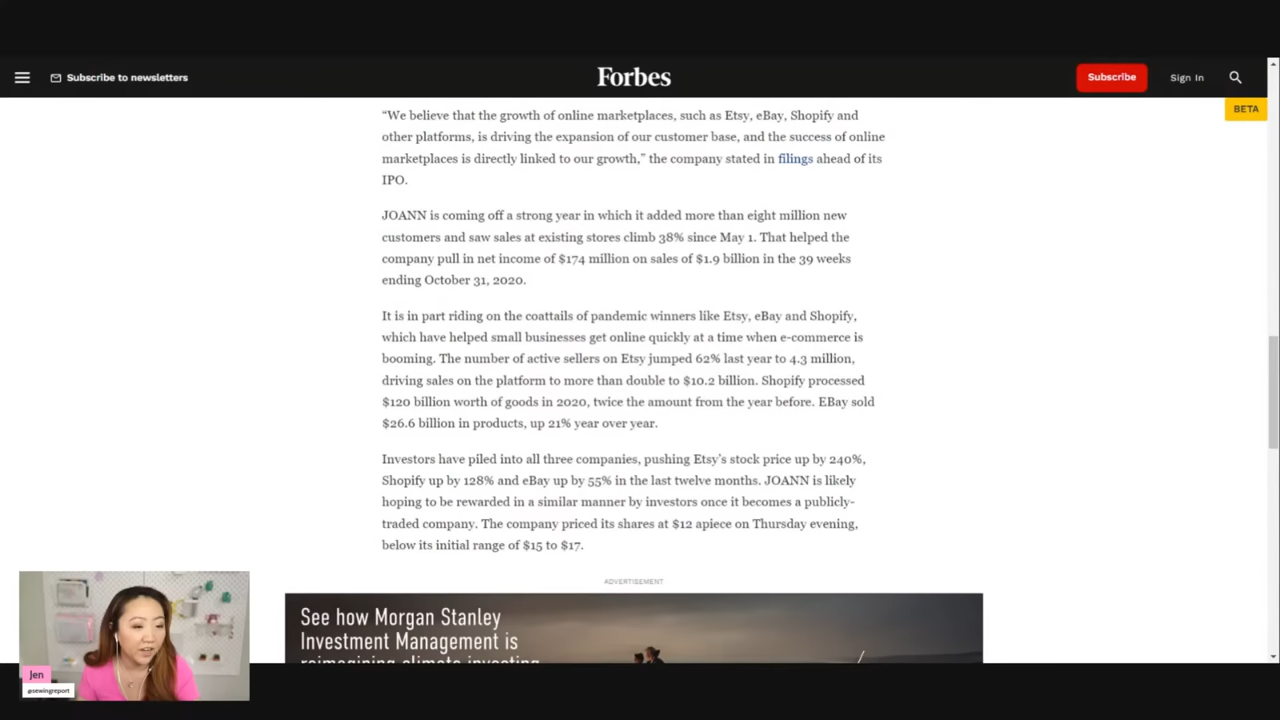 Subscribe to newsletters
Forbes
Subscribe
Sign In
BETA
“We believe that the growth of online marketplaces, such as Etsy, eBay, Shopify and
other platforms, is driving the expansion of our customer base, and the success of online
marketplaces is directly linked to our growth,” the company stated in filings ahead of its
IPO.
JOANN is coming off a strong year in which it added more than eight million new
customers and saw sales at existing stores climb 38% since May 1. That helped the
company pull in net income of $174 million on sales of $1.9 billion in the 39 weeks
ending October 31, 2020.
It is in part riding on the coattails of pandemic winners like Etsy, eBay and Shopify,
which have helped small businesses get online quickly at a time when e-commerce is
booming. The number of active sellers on Etsy jumped 62% last year to 4.3 million,
driving sales on the platform to more than double to $10.2 billion. Shopify processed
$120 billion worth of goods in 2020, twice the amount from the year before. EBay sold
$26.6 billion in products, up 21% year over year.
Investors have piled into all three companies, pushing Etsy’s stock price up by 240%,
Shopify up by 128% and eBay up by 55% in the last twelve months. JOANN is likely
hoping to be rewarded in a similar manner by investors once it becomes a publicly-
traded company. The company priced its shares at $12 apiece on Thursday evening,
below its initial range of $15 to $17.
ADVERTISEMENT
See how Morgan Stanley
Investment Management is
reimagining climate investing
Jen
@sewingreport